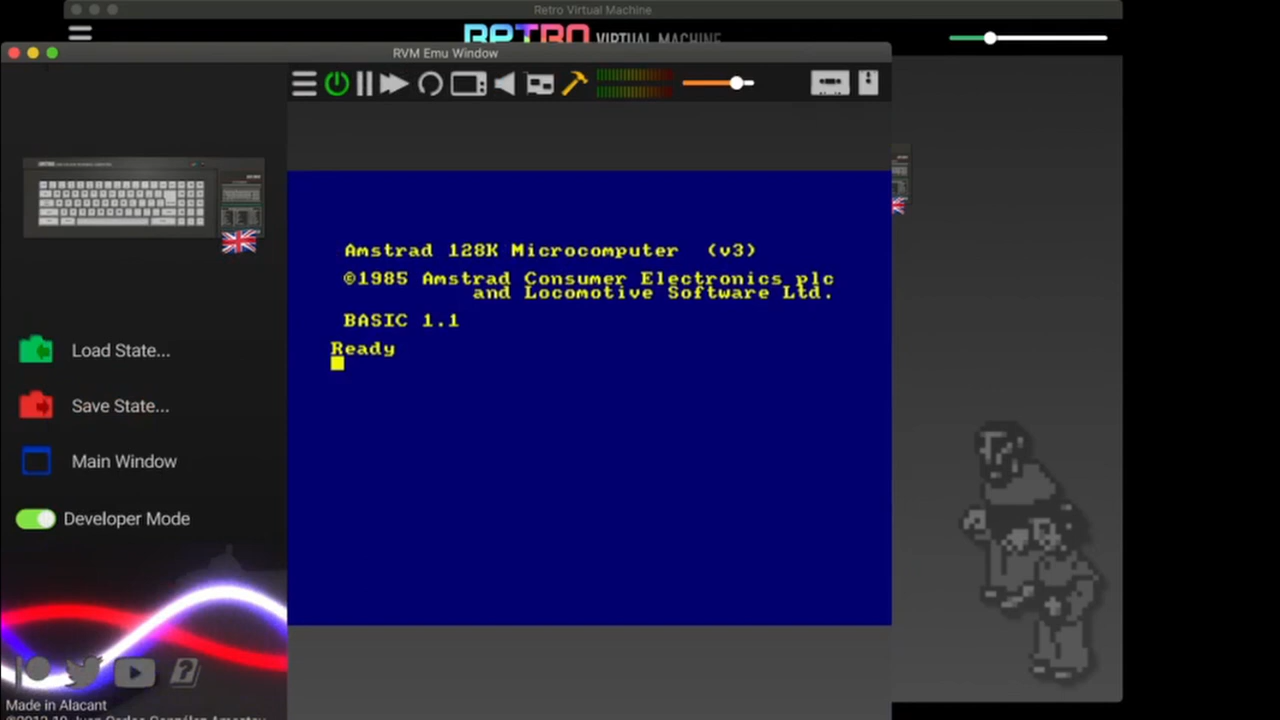 Retro Virtual Machine
RETRO VIRTUAL MACHINE
RVM Emu Window
Amstrad 128K Microcomputer (v3)
©1985 Amstrad Consumer Electronics plc
and Locomotive Software Ltd.
BASIC 1.1
Ready
Load State...
Save State...
Main Window
Developer Mode
Made in Alacant